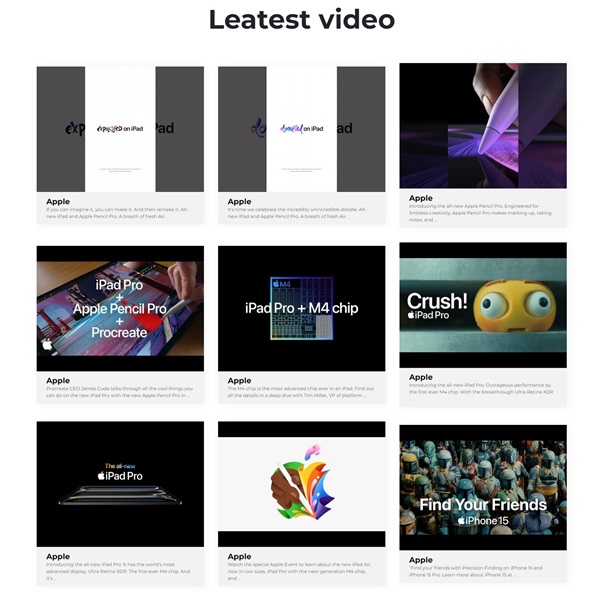 Leatest video
exploded on iPad
Apple
If you can imagine it, you can make it. And then remake. All-
new iPad and Apple Pencil Pro. A breath of fresh Air.
doodled on iPad
Apple
It's time we celebrate the incredibly unincredible doodle. All-
new iPad and Apple Pencil Pro. A breath of fresh Air.
Apple
Introducing the all-new Apple Pencil Pro. Engineered for
limitless creativity, Apple Pencil Pro makes marking up, taking
notes, and ...
iPad Pro
+
Apple Pencil Pro
+
Procreate
Apple
Procreate CEO James Cuda talks through all the cool things you
can do on the new iPad Pro with the new Apple Pencil Pro in ...
M4
iPad Pro + M4 chip
Apple
The M4 chip is the most advanced chip ever in an iPad. Find out
all the details in a deep dive with Tim Millet, VP of platform ...
Crush!
iPad Pro
Apple
Introducing the all-new iPad Pro. Outrageous performance by
the first ever M4 chip. With the breakthrough Ultra Retina XDR
...
The all-new
iPad Pro
Apple
Introducing the all-new iPad Pro. It has the world's most
advanced display, Ultra Retina XDR. The first ever M4 chip. And
it's ...
Apple
Watch the special Apple Event to learn about the new iPad Air,
now in two sizes, iPad Pro with the next-generation M4 chip,
and ...
Find Your Friends
iPhone 15
Apple
"Find your friends with Precision Finding on iPhone 15 and
iPhone 15 Pro. Learn more about iPhone 15 at ...